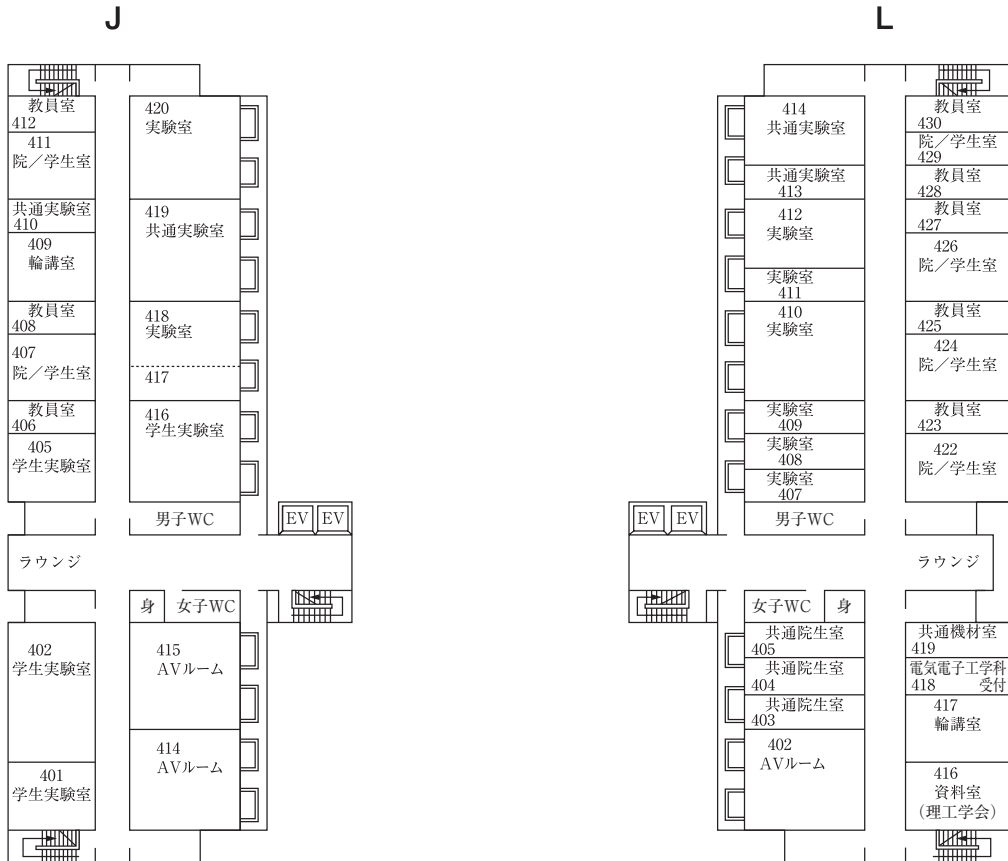 J
教員室
412
411
院／学生室
共通実験室
410
409
輪講室
教員室
408
407
院／学生室
教員室
406
405
学生実験室
420
実験室
419
共通実験室
418
実験室
417
416
学生実験室
男子WC
EV
EV
ラウンジ
身
女子WC
402
学生実験室
401
学生実験室
415
AVルーム
414
AVルーム
L
414
共通実験室
共通実験室
413
412
実験室
実験室
411
410
実験室
実験室
409
実験室
408
実験室
407
教員室
430
院／学生室
429
教員室
428
教員室
427
426
院／学生室
教員室
425
424
院／学生室
教員室
423
422
院／学生室
EV
EV
男子WC
ラウンジ
女子WC
身
共通院生室
405
共通院生室
404
共通院生室
403
402
AVルーム
共通機材室
419
電気電子工学科
418 受付
417
輪講室
416
資料室
（理工学会）